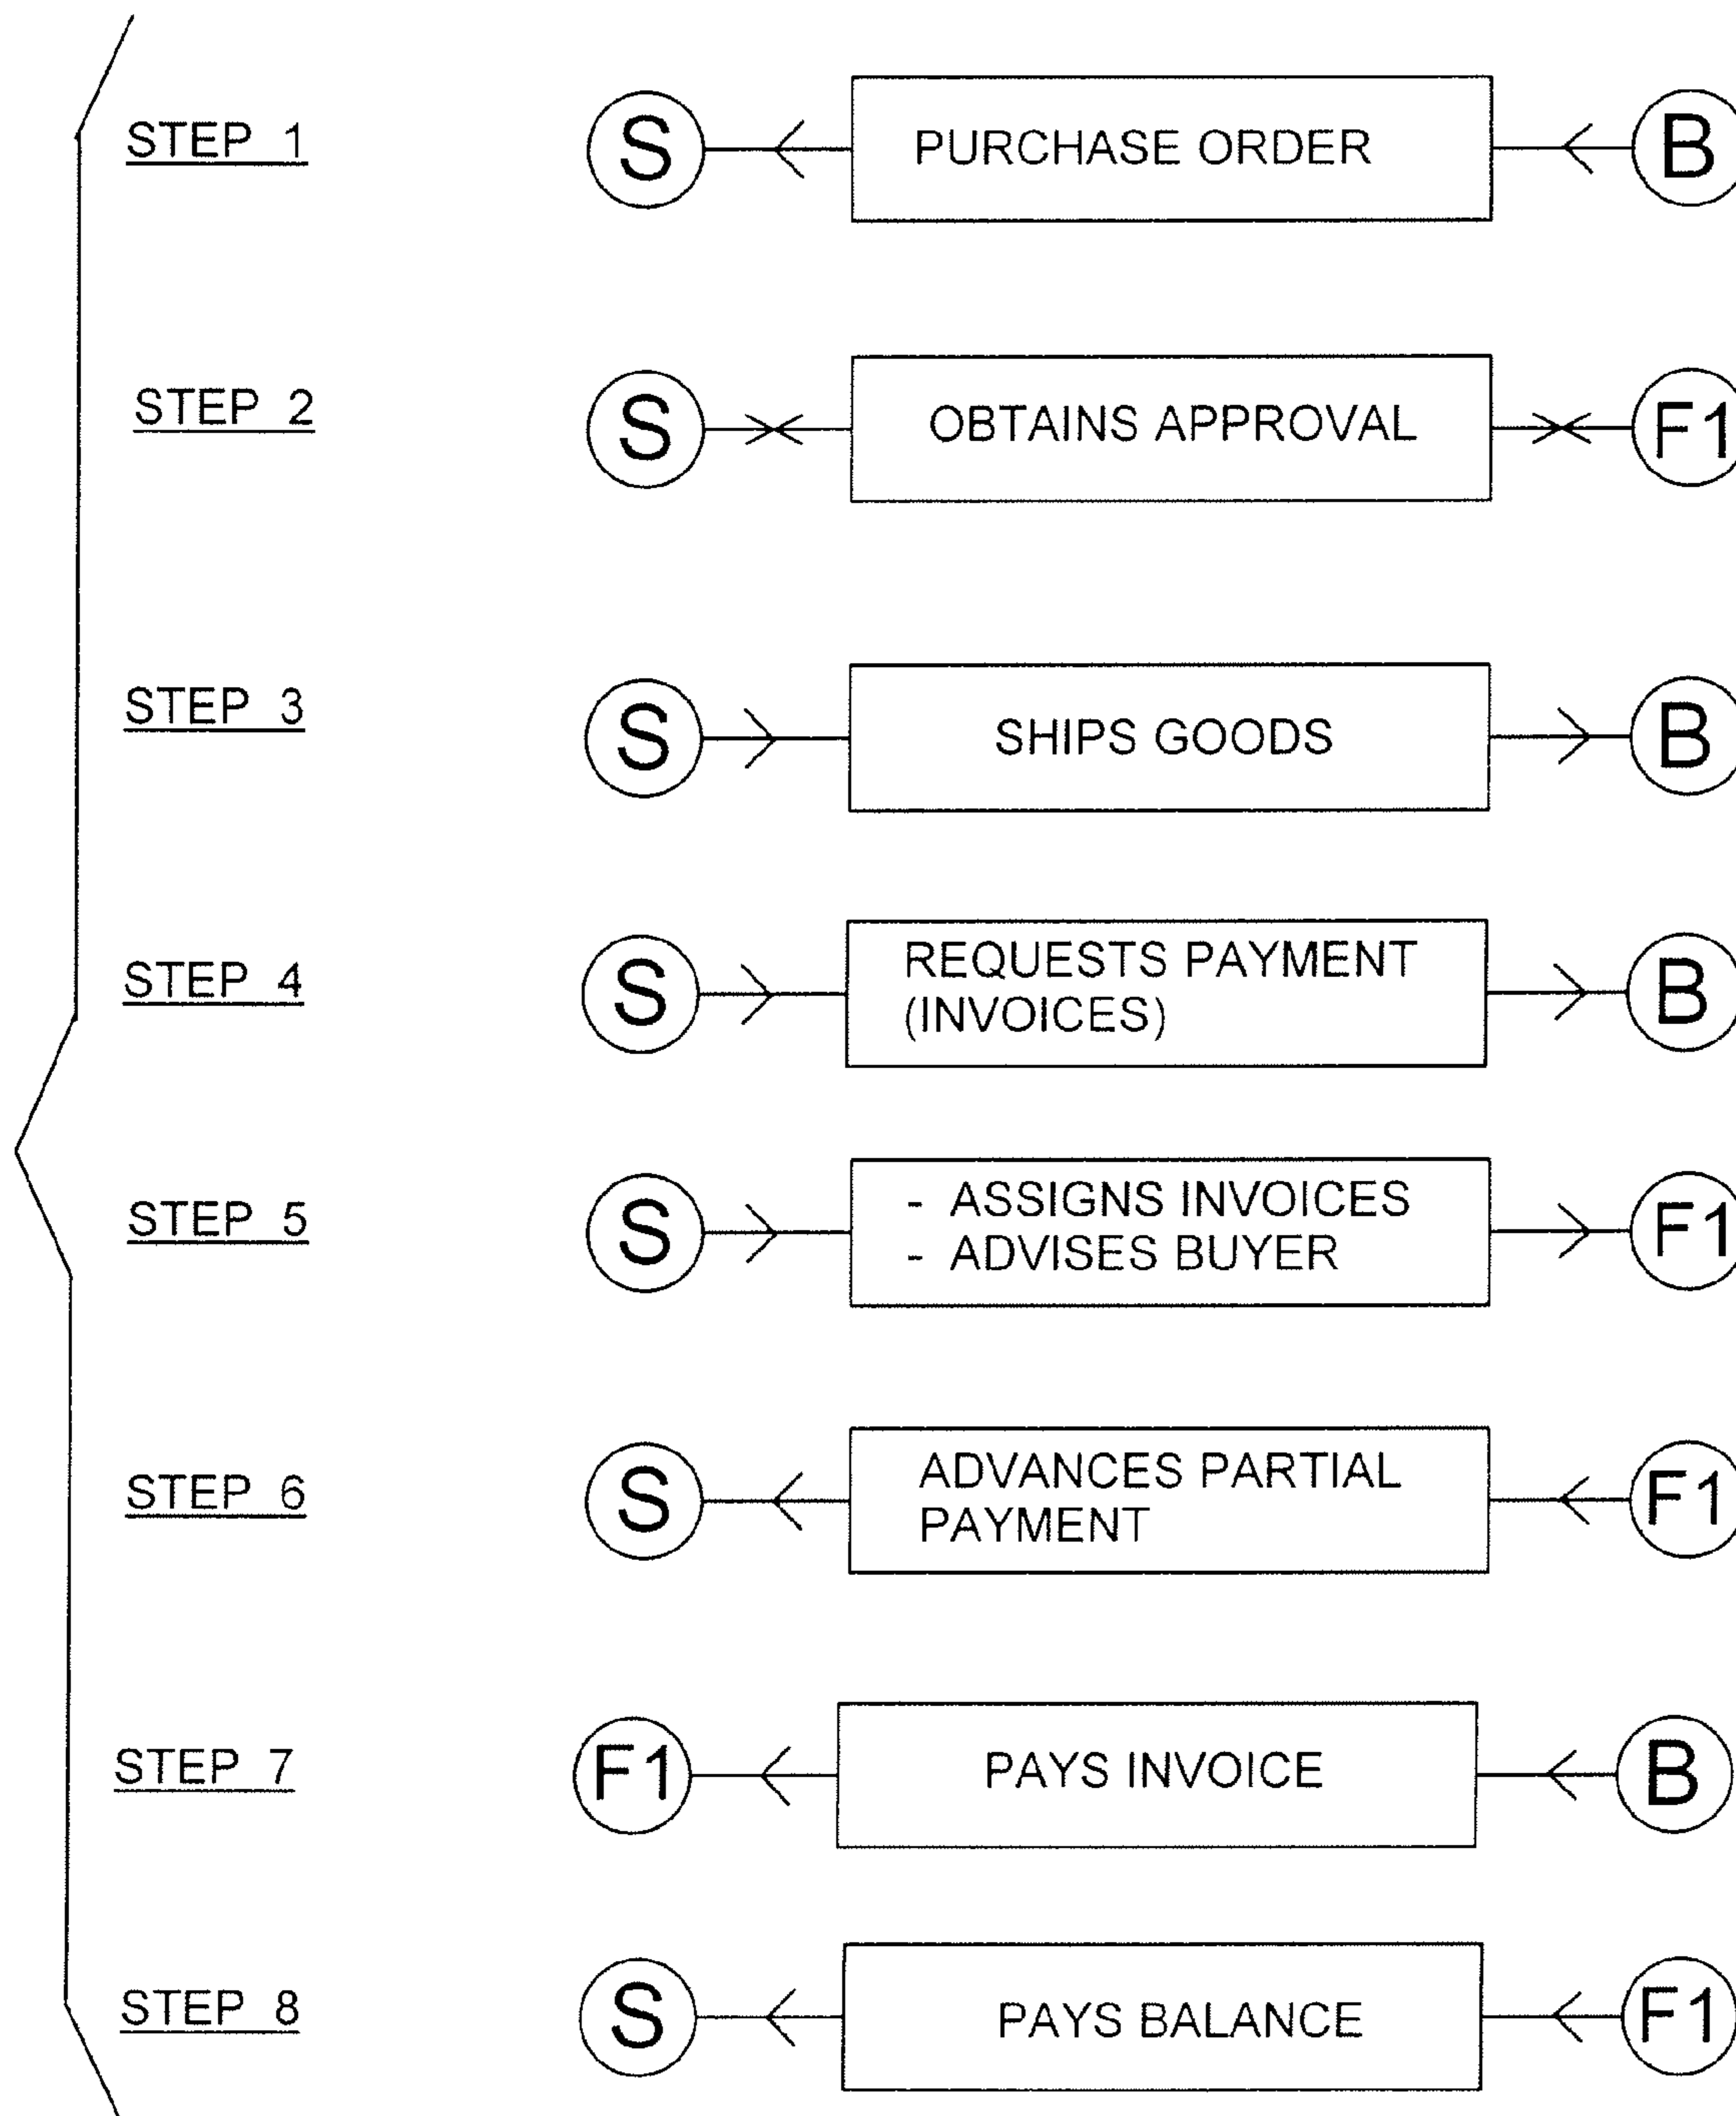 STEP 1 S PURCHASE ORDER B
STEP 2 S OBTAINS APPROVAL F1
STEP 3 S SHIPS GOODS B
STEP 4 S REQUESTS PAYMENT
(INVOICES) B
STEP 5 S - ASSIGNS INVOICES
- ADVISES BUYER F1
STEP 6 S ADVANCES PARTIAL
PAYMENT F1
STEP 7 F1 PAYS INVOICE B
STEP 8 S PAYS BALANCE F1